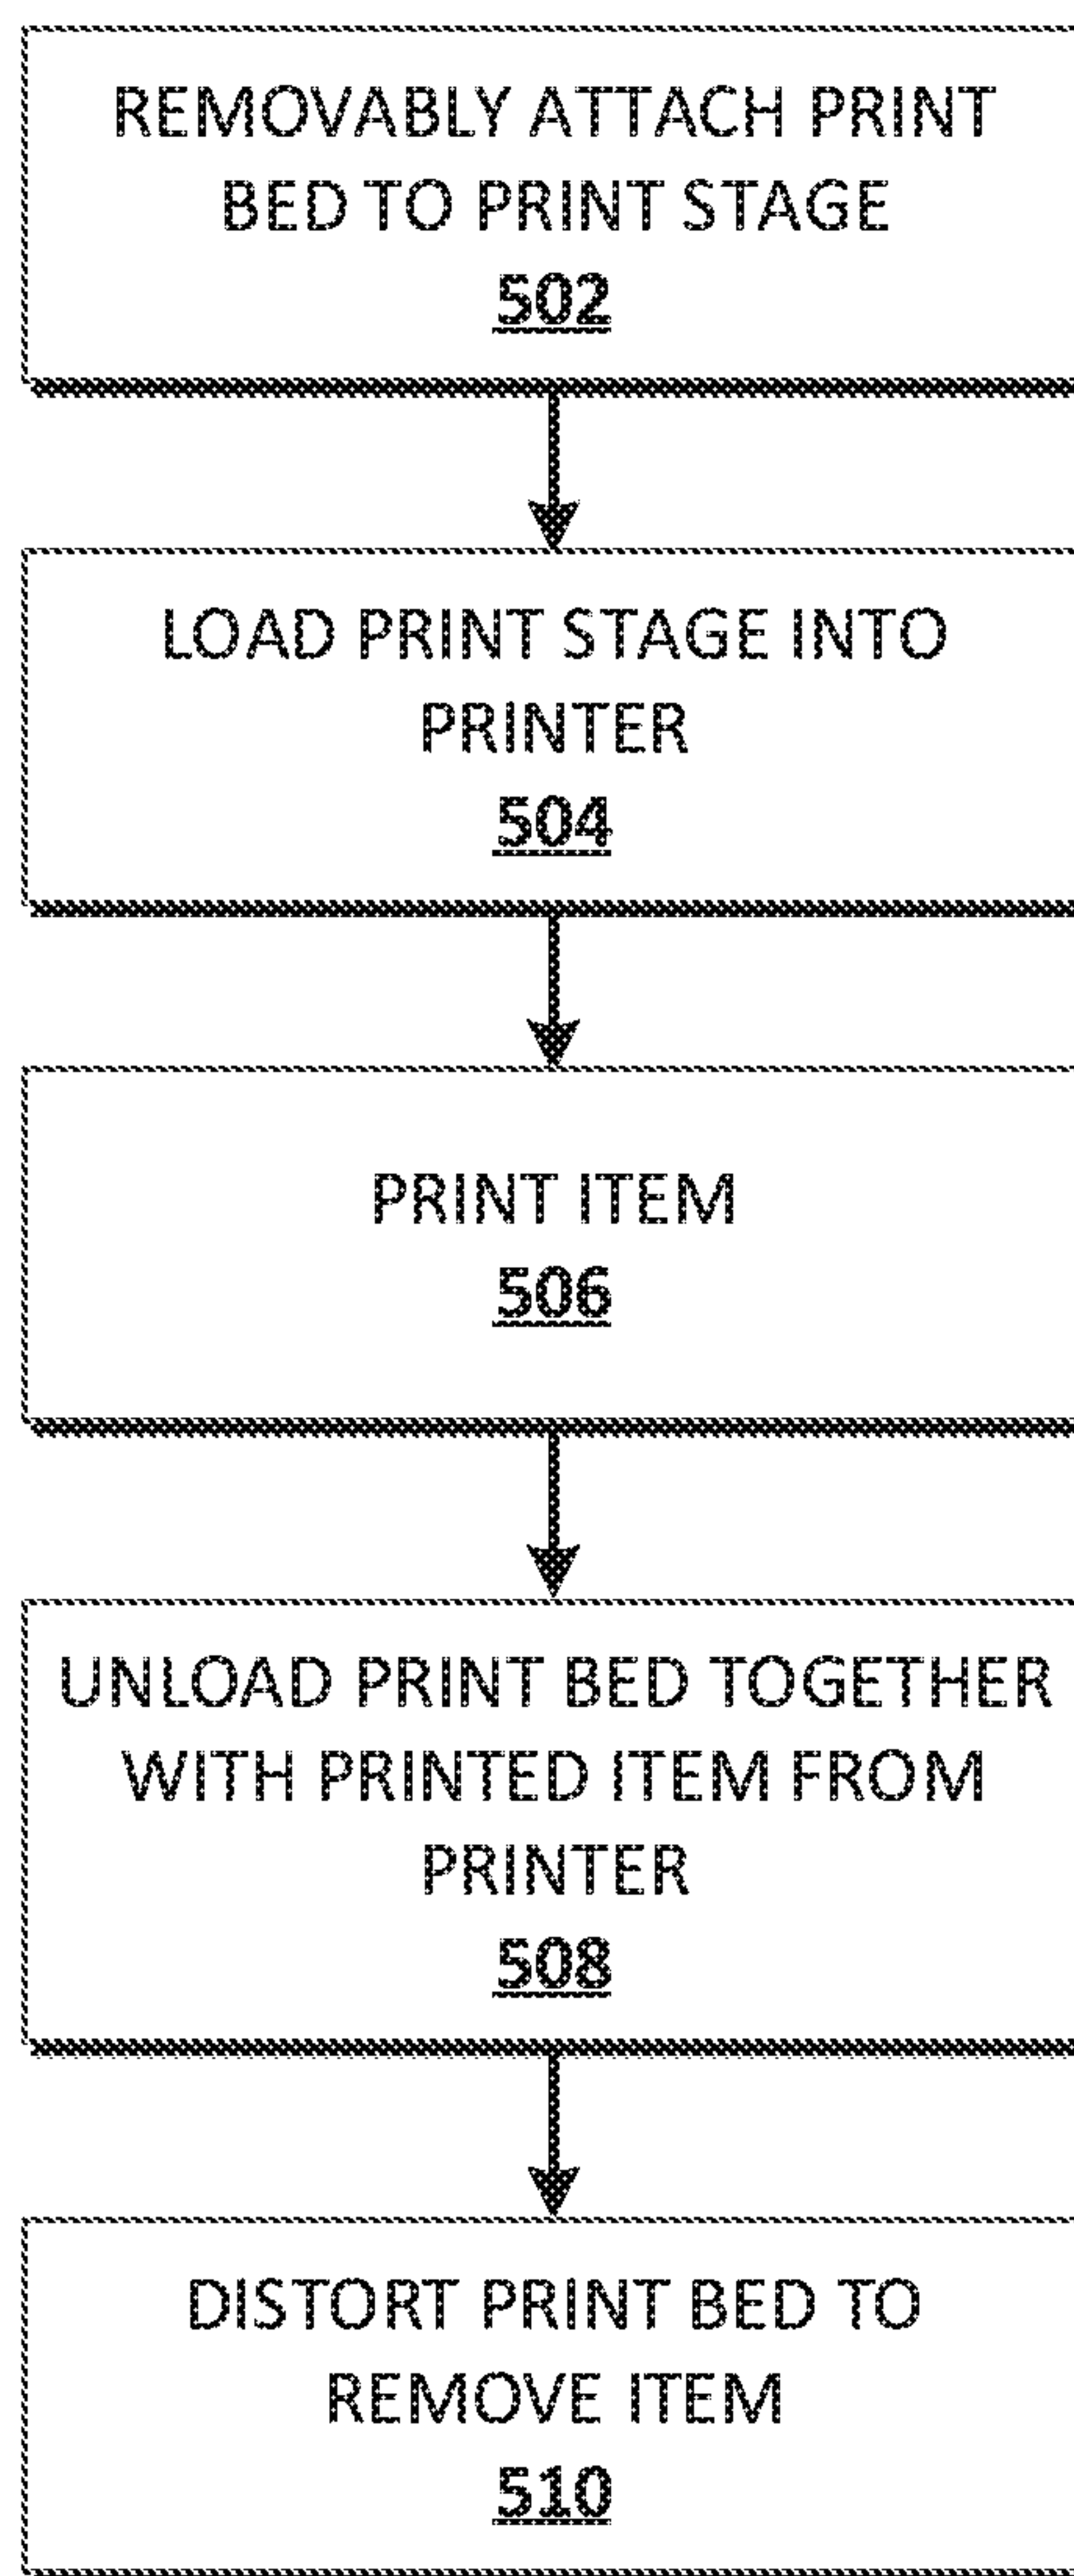 REMOVABLY ATTACH PRINT
BED TO PRINT STAGE
502
LOAD PRINT STAGE INTO
PRINTER
504
PRINT ITEM
506
UNLOAD PRINT BED TOGETHER
WITH PRINTED ITEM FROM
PRINTER
508
DISTORT PRINT BED TO
REMOVE ITEM
510